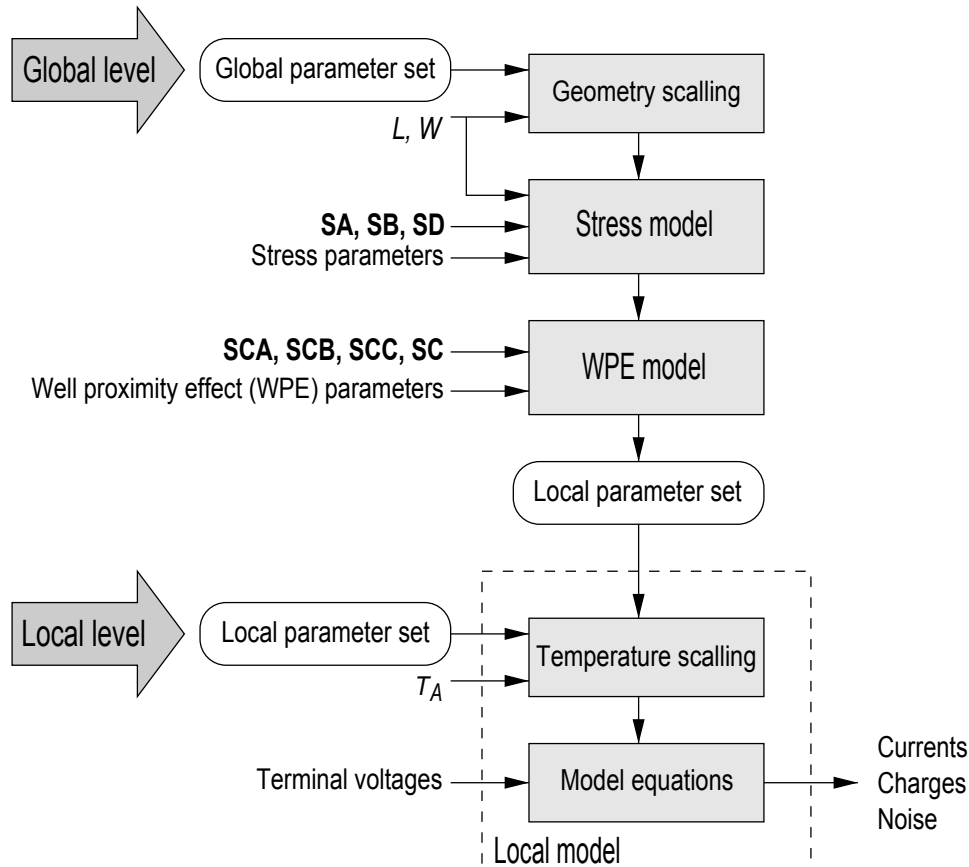 Global level
Global parameter set
Geometry scalling
L, W
Stress model
SA, SB, SD
Stress parameters
SCA, SCB, SCC, SC
WPE model
Well proximity effect (WPE) parameters
Local parameter set
Local level
Local parameter set
Temperature scalling
TA
Terminal voltages
Model equations
Currents
Charges
Noise
Local model